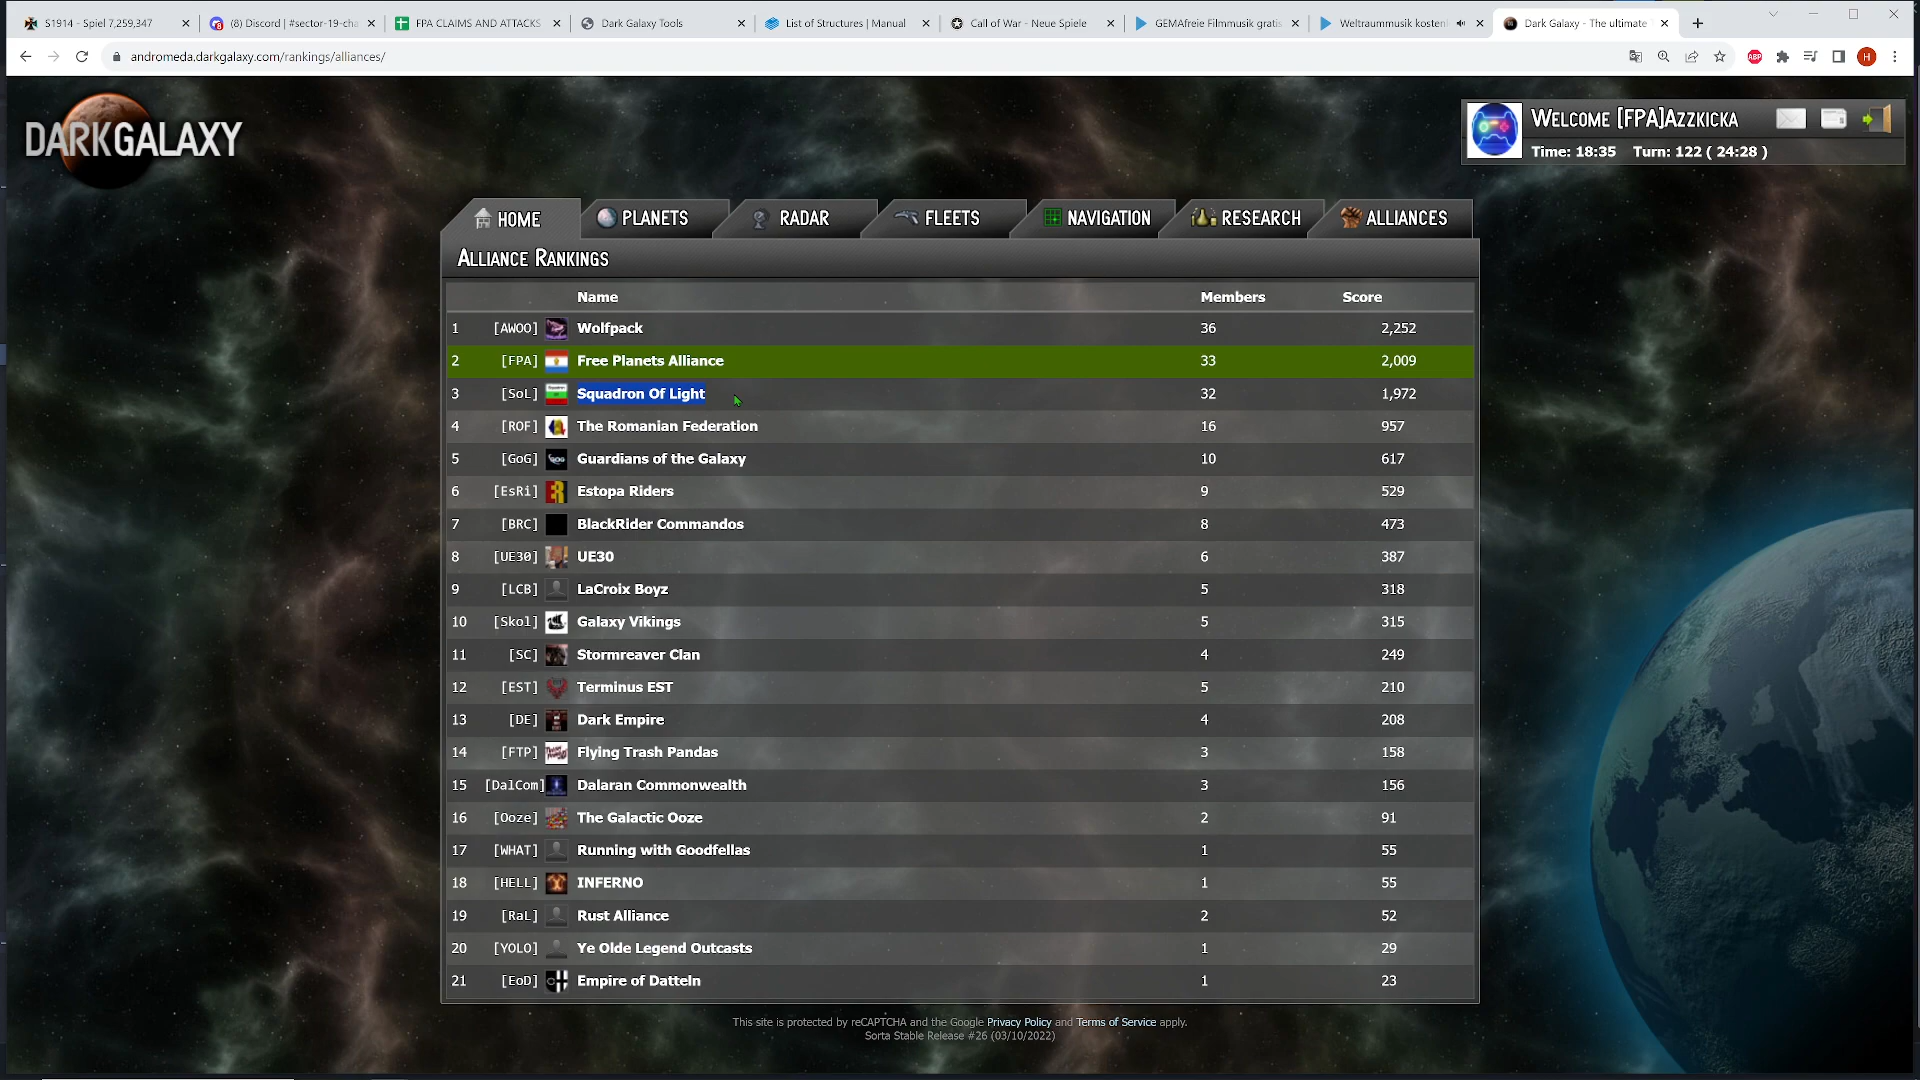 S1914 - Spiel 7,259,347
(8) Discord | #sector-19-cha
FPA CLAIMS AND ATTACKS
Dark Galaxy Tools
List of Structures | Manual
Call of War - Neue Spiele
GEMAfreie Filmmusik gratis
Weltraummusik kosten
Dark Galaxy - The ultimate
andromeda.darkgalaxy.com/rankings/alliances/
ABP
H
DARKGALAXY
Welcome [FPA]Azzkicka
Time: 18:35 Turn: 122 ( 24:28 )
HOME PLANETS RADAR FLEETS NAVIGATION RESEARCH ALLIANCES
Alliance Rankings
Name Members Score
1 [AWOO] Wolfpack 36 2,252
2 [FPA] Free Planets Alliance 33 2,009
3 [SoL] Squadron Of Light 32 1,972
4 [ROF] The Romanian Federation 16 957
5 [GoG] Guardians of the Galaxy 10 617
6 [EsRi] Estopa Riders 9 529
7 [BRC] BlackRider Commandos 8 473
8 [UE30] UE30 6 387
9 [LCB] LaCroix Boyz 5 318
10 [Skol] Galaxy Vikings 5 315
11 [SC] Stormreaver Clan 4 249
12 [EST] Terminus EST 5 210
13 [DE] Dark Empire 4 208
14 [FTP] Flying Trash Pandas 3 158
15 [DalCom] Dalaran Commonwealth 3 156
16 [Ooze] The Galactic Ooze 2 91
17 [WHAT] Running with Goodfellas 1 55
18 [HELL] INFERNO 1 55
19 [RaL] Rust Alliance 2 52
20 [YOLO] Ye Olde Legend Outcasts 1 29
21 [EoD] Empire of Datteln 1 23
This site is protected by reCAPTCHA and the Google Privacy Policy and Terms of Service apply.
Sorta Stable Release #26 (03/10/2022)